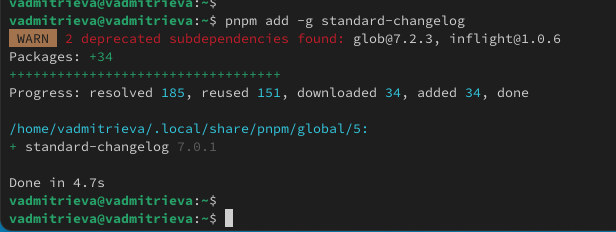 vadmitrieva@vadmitrieva:~$
vadmitrieva@vadmitrieva:~$ pnpm add -g standard-changelog
WARN 2 deprecated subdependencies found: glob@7.2.3, inflight@1.0.6
Packages: +34
++++++++++++++++++++++++++++++++++
Progress: resolved 185, reused 151, downloaded 34, added 34, done
/home/vadmitrieva/.local/share/pnpm/global/5:
+ standard-changelog 7.0.1
Done in 4.7s
vadmitrieva@vadmitrieva:~$
vadmitrieva@vadmitrieva:~$